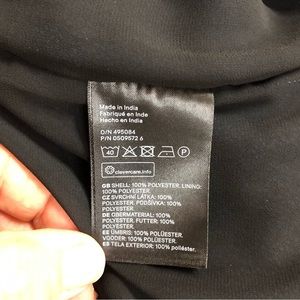 Made in India
Fabriqué en Inde
Hecho en India
O/N 495084
P/N 0509572 6
40
P
clevercare.info
GB SHELL: 100% POLYESTER. LINING:
100% POLYESTER
CZ SVRCHNÍ LÁTKA: 100%
POLYESTER. PODŠÍVKA: 100%
POLYESTER
DE OBERMATERIAL: 100%
POLYESTER. FUTTER: 100%
POLYESTER
EE ÜMBRIS: 100% POLÜESTER.
VOODER: 100% POLÜESTER
ES TELA EXTERIOR: 100% poliéster.